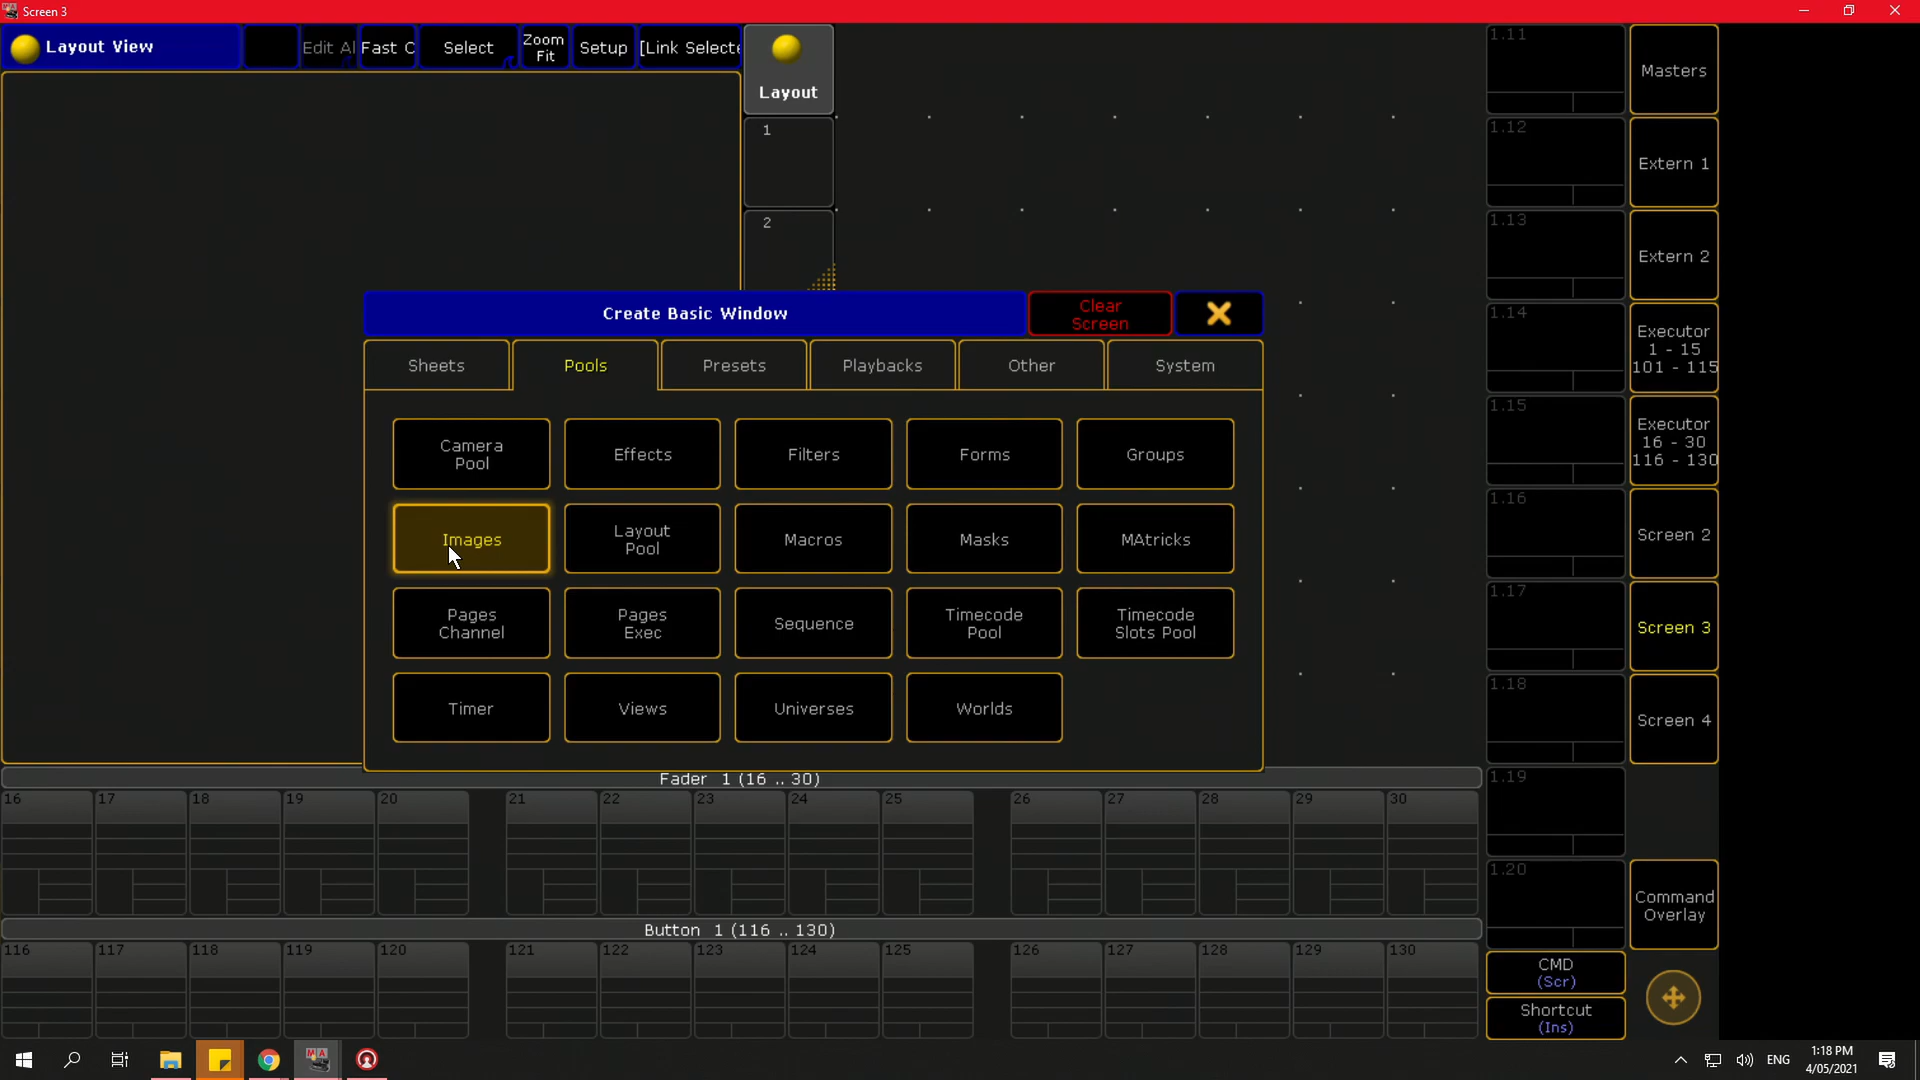 Screen 3
Layout View
Edit Al
Fast C
Select
Zoom
Fit
Setup
[Link Selecte
Layout
1
2
Create Basic Window
Clear
Screen
Sheets
Pools
Presets
Playbacks
Other
System
Camera
Pool
Effects
Filters
Forms
Groups
Images
Layout
Pool
Macros
Masks
MAtricks
Pages
Channel
Pages
Exec
Sequence
Timecode
Pool
Timecode
Slots Pool
Timer
Views
Universes
Worlds
Fader 1 (16 .. 30)
16 17 18 19 20 21 22 23 24 25 26 27 28 29 30
Button 1 (116 .. 130)
116 117 118 119 120 121 122 123 124 125 126 127 128 129 130
1.11
1.12
1.13
1.14
1.15
1.16
1.17
1.18
1.19
1.20
CMD
(Scr)
Shortcut
(Ins)
Masters
Extern 1
Extern 2
Executor
1 - 15
101 - 115
Executor
16 - 30
116 - 130
Screen 2
Screen 3
Screen 4
Command
Overlay
MA
ENG
1:18 PM
4/05/2021